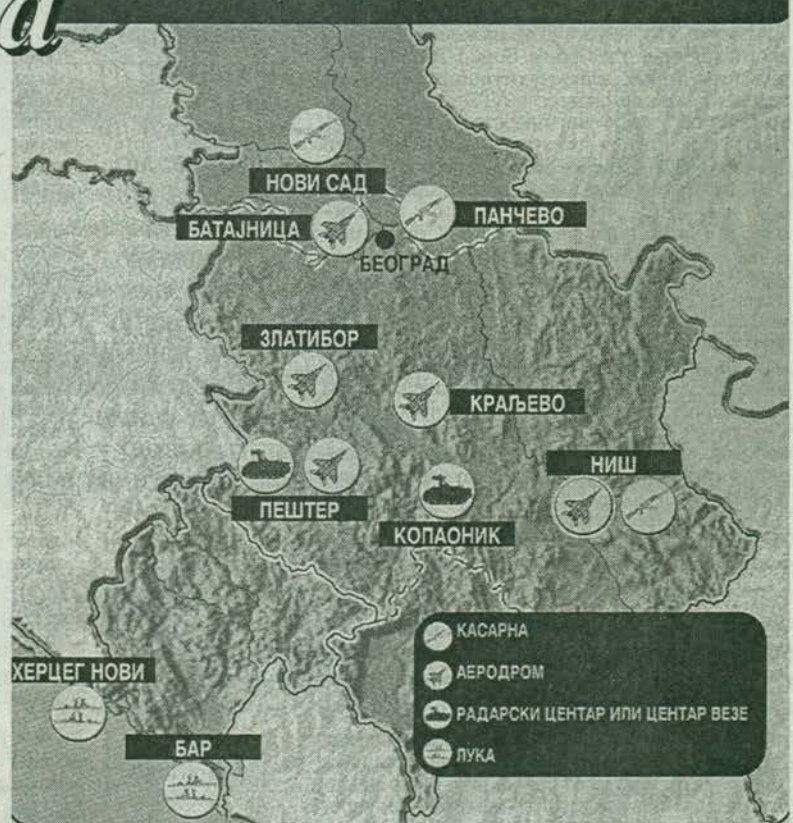 а
НОВИ САД
БАТАЈНИЦА
ПАНЧЕВО
БЕОГРАД
ЗЛАТИБОР
КРАЉЕВО
НИШ
ПЕШТЕР
КОПАОНИК
ХЕРЦЕГ НОВИ
БАР
КАСАРНА
АЕРОДРОМ
РАДАРСКИ ЦЕНТАР ИЛИ ЦЕНТАР ВЕЗЕ
ЛУКА